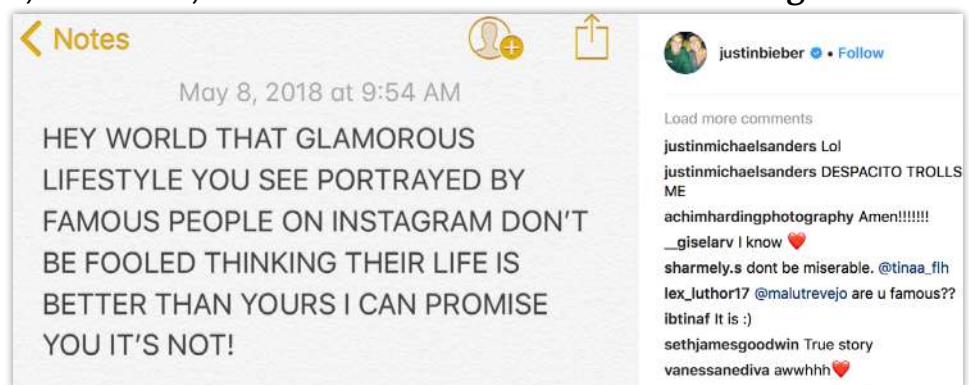 Notes
May 8, 2018 at 9:54 AM
HEY WORLD THAT GLAMOROUS
LIFESTYLE YOU SEE PORTRAYED BY
FAMOUS PEOPLE ON INSTAGRAM DON'T
BE FOOLED THINKING THEIR LIFE IS
BETTER THAN YOURS I CAN PROMISE
YOU IT'S NOT!
justinbieber • Follow
Load more comments
justinmichaelsanders Lol
justinmichaelsanders DESPACITO TROLLS
ME
achimhardingphotography Amen!!!!!!!
__giselarv I know ❤️
sharmely.s dont be miserable. @tinaa_flh
lex_luthor17 @malutrevejo are u famous??
ibtinaf It is :)
sethjamesgoodwin True story
vanessanediva awwhhh❤️